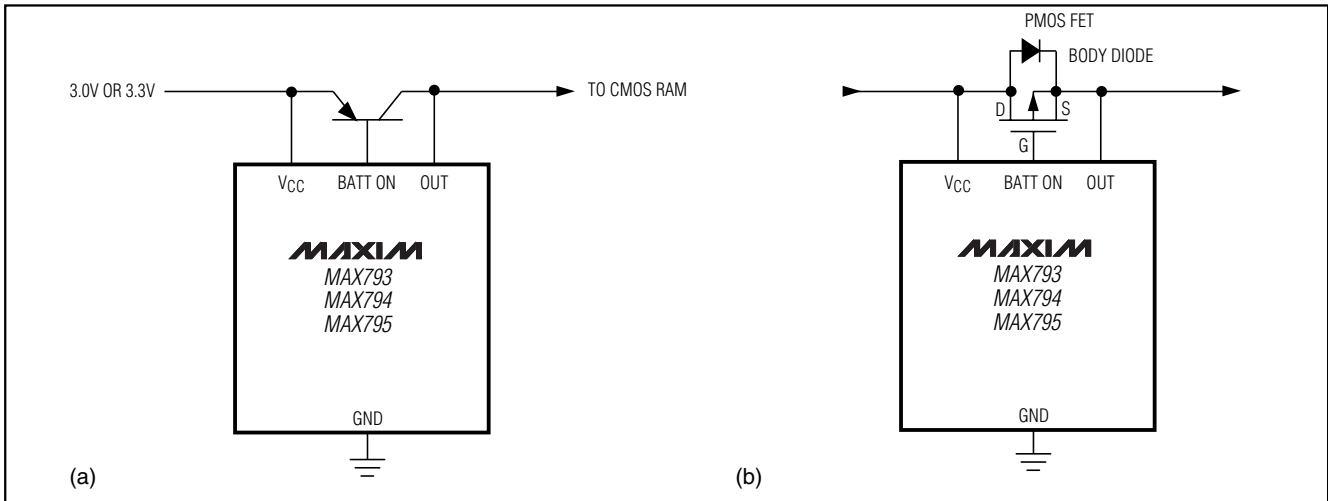 3.0V OR 3.3V
TO CMOS RAM
VCC
BATT ON
OUT
MAXIM
MAX793
MAX794
MAX795
GND
(a)
PMOS FET
BODY DIODE
D
S
G
VCC
BATT ON
OUT
MAXIM
MAX793
MAX794
MAX795
GND
(b)